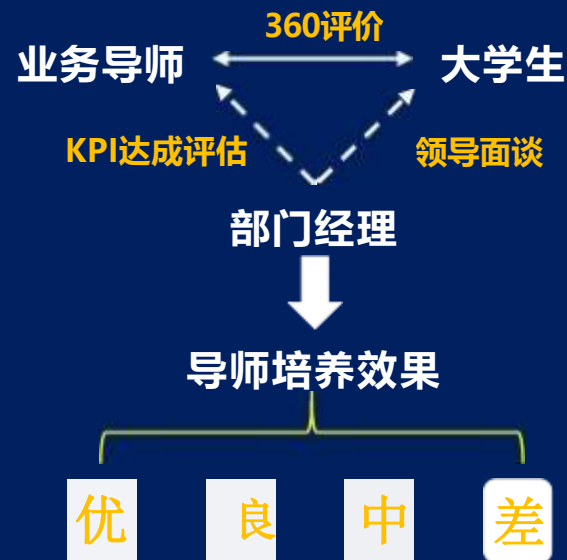 360评价
业务导师
大学生
KPI达成评估
领导面谈
部门经理
导师培养效果
优
良
中
差